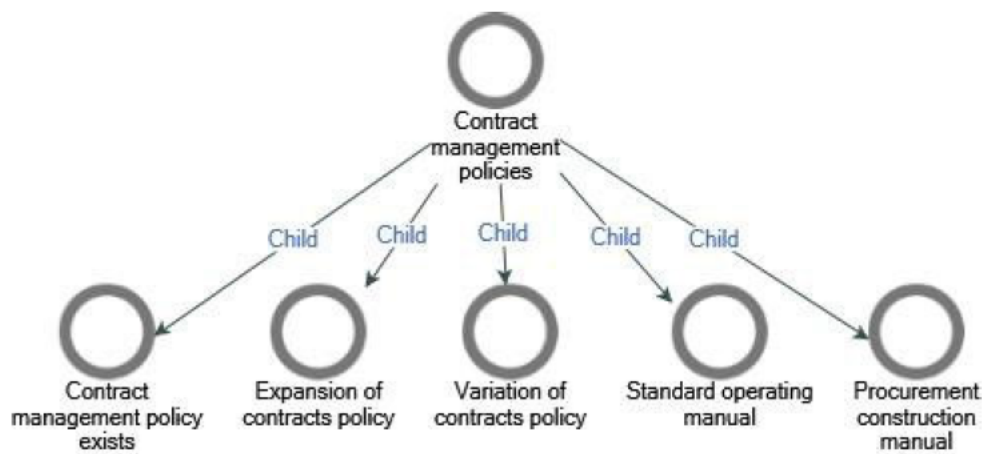 Contract
management
policies
Child
Child
Child
Child
Child
Contract
management policy
exists
Expansion of
contracts policy
Variation of
contracts policy
Standard operating
manual
Procurement
construction
manual